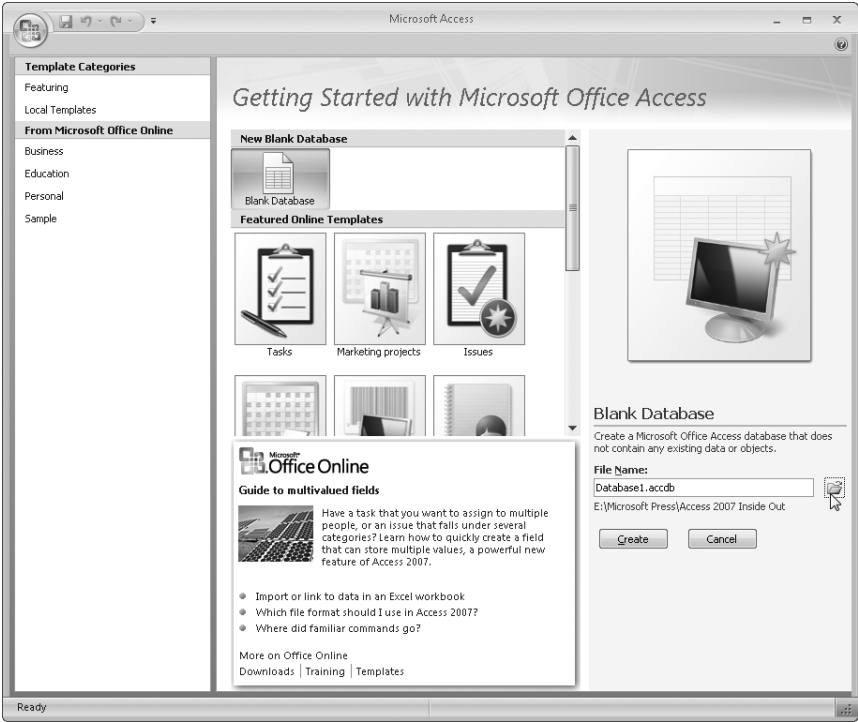 Microsoft Access
Template Categories
Featuring
Local Templates
From Microsoft Office Online
Business
Education
Personal
Sample
Getting Started with Microsoft Office Access
New Blank Database
Blank Database
Featured Online Templates
Tasks
Marketing projects
Issues
Microsoft
Office Online
Guide to multivalued fields
Have a task that you want to assign to multiple
people, or an issue that falls under several
categories? Learn how to quickly create a field
that can store multiple values, a powerful new
feature of Access 2007.
Import or link to data in an Excel workbook
Which file format should I use in Access 2007?
Where did familiar commands go?
More on Office Online
Downloads | Training | Templates
Blank Database
Create a Microsoft Office Access database that does
not contain any existing data or objects.
File Name:
Database1.accdb
E:\Microsoft Press\Access 2007 Inside Out
Create
Cancel
Ready